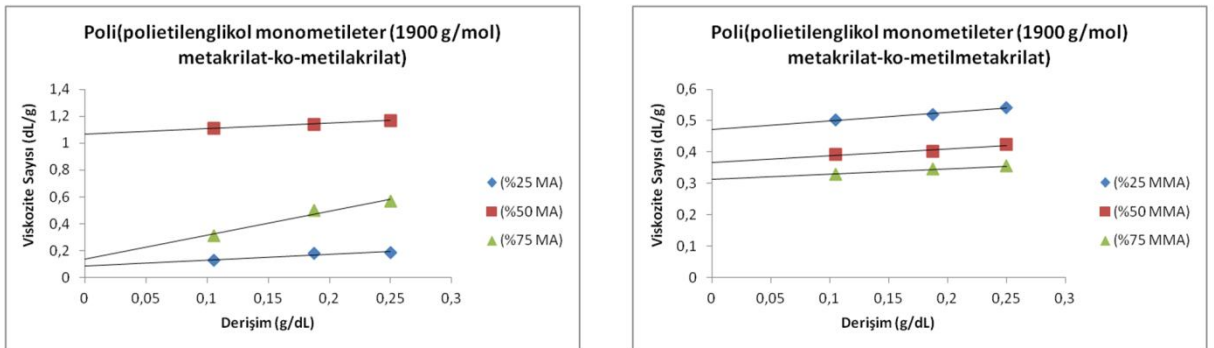 Poli(polietilenglikol monometileter (1900 g/mol)
metakrilat-ko-metilakrilat)
Viskozite Sayısı (dL/g)
1,4
1,2
1
0,8
0,6
0,4
0,2
0
0 0,05 0,1 0,15 0,2 0,25 0,3
Derişim (g/dL)
(%25 MA)
(%50 MA)
(%75 MA)
Poli(polietilenglikol monometileter (1900 g/mol)
metakrilat-ko-metilmetakrilat)
Viskozite Sayısı (dL/g)
0,6
0,5
0,4
0,3
0,2
0,1
0
0 0,05 0,1 0,15 0,2 0,25 0,3
Derişim (g/dL)
(%25 MMA)
(%50 MMA)
(%75 MMA)